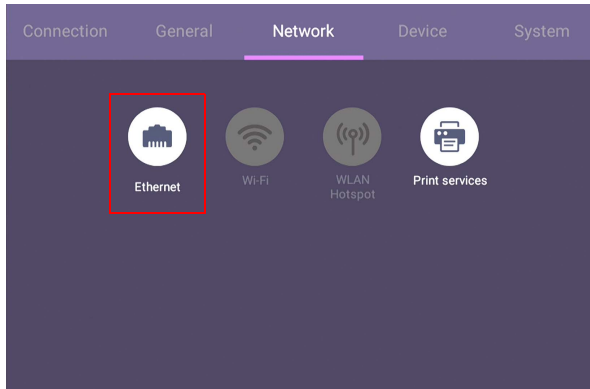 Connection General Network Device System
Ethernet Wi-Fi WLAN Print services
Hotspot